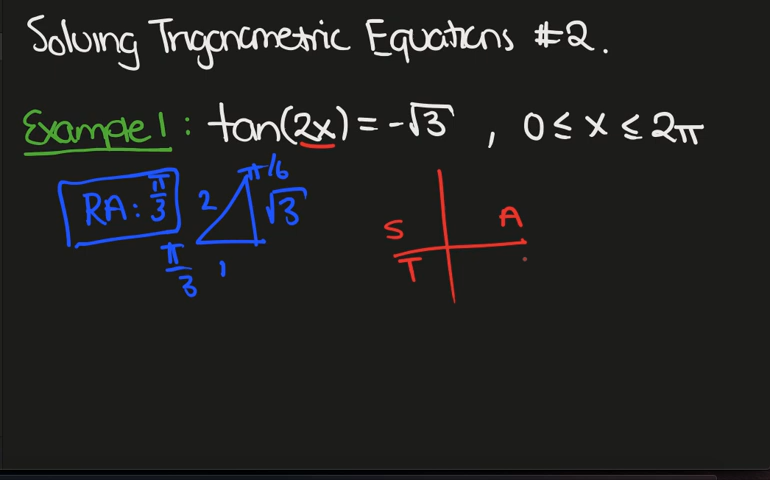 Solving Trigonometric Equations #2.
Example 1: tan(2x) = -√3 , 0 ≤ x ≤ 2π
RA: π/3
2
π/6
√3
π/3
1
S
A
T